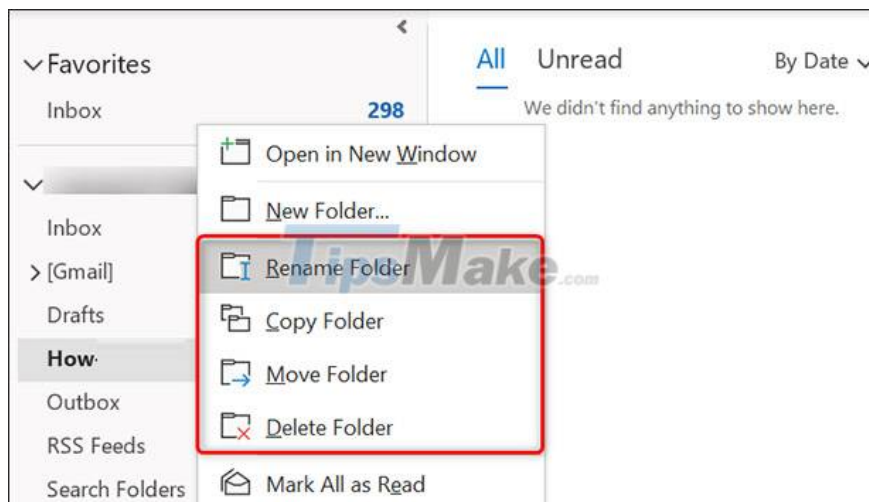 Favorites
Inbox 298
All Unread By Date
We didn't find anything to show here.
Open in New Window
New Folder...
Inbox
[Gmail]
Drafts
How
Outbox
RSS Feeds
Search Folders
Rename Folder
Copy Folder
Move Folder
Delete Folder
Mark All as Read
TipsMake.com